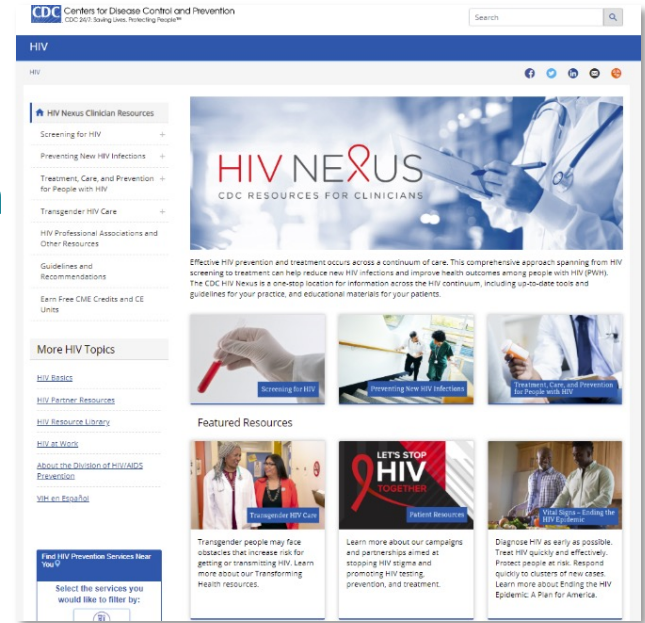 CDC Centers for Disease Control and Prevention
CDC 24/7: Saving Lives, Protecting People™
Search
HIV
HIV
HIV Nexus Clinician Resources
Screening for HIV +
Preventing New HIV Infections +
Treatment, Care, and Prevention +
for People with HIV
Transgender HIV Care +
HIV Professional Associations and
Other Resources
Guidelines and
Recommendations
Earn Free CME Credits and CE
Units
More HIV Topics
HIV Basics
HIV Partner Resources
HIV Resource Library
HIV at Work
About the Division of HIV/AIDS
Prevention
VIH en Español
Find HIV Prevention Services Near
You
Select the services you
would like to filter by:
HIV NEXUS
CDC RESOURCES FOR CLINICIANS
Effective HIV prevention and treatment occurs across a continuum of care. This comprehensive approach spanning from HIV
screening to treatment can help reduce new HIV infections and improve health outcomes among people with HIV (PWH).
The CDC HIV Nexus is a one-stop location for information across the HIV continuum, including up-to-date tools and
guidelines for your practice, and educational materials for your patients.
Screening for HIV
Preventing New HIV Infections
Treatment, Care, and Prevention
for People with HIV
Featured Resources
Transgender HIV Care
Transgender people may face
obstacles that increase risk for
getting or transmitting HIV. Learn
more about our Transforming
Health resources.
LET'S STOP
HIV
TOGETHER
Patient Resources
Learn more about our campaigns
and partnerships aimed at
stopping HIV stigma and
promoting HIV testing,
prevention, and treatment.
Vital Signs – Ending the
HIV Epidemic
Diagnose HIV as early as possible.
Treat HIV quickly and effectively.
Protect people at risk. Respond
quickly to clusters of new cases.
Learn more about Ending the HIV
Epidemic: A Plan for America.